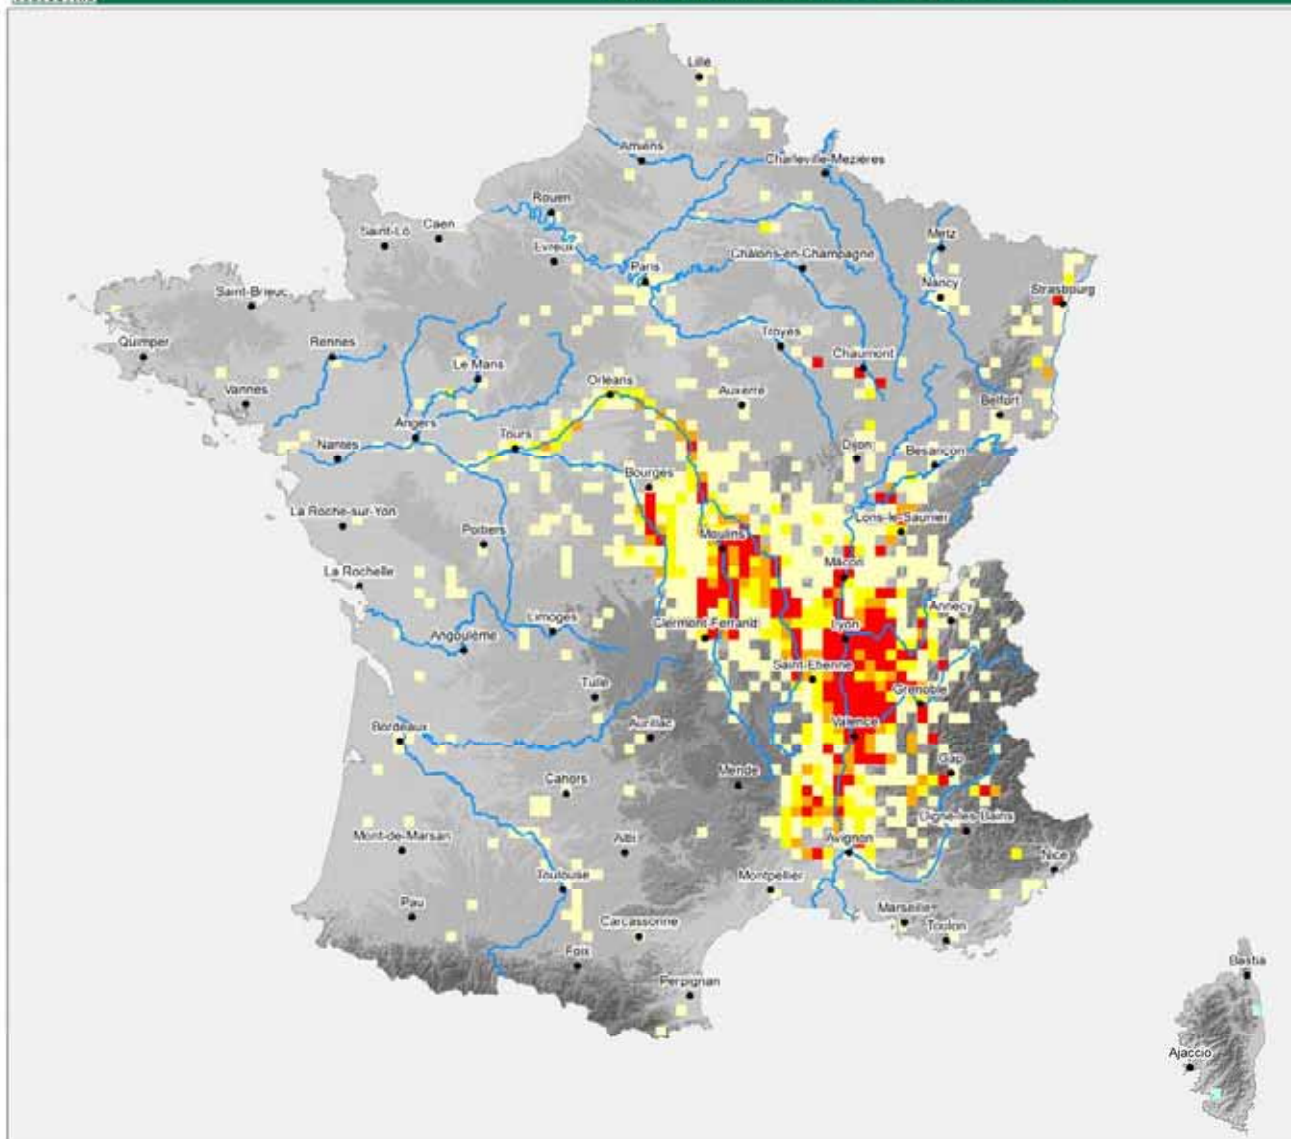 Lille
Amiens
Charleville-Mezières
Rouen
Caen
Saint-Lô
Metz
Evreux
Châlons-en-Champagne
Paris
Nancy
Strasbourg
Saint-Brieuc
Quimper
Rennes
Troyes
Chaumont
Le Mans
Orleans
Vannes
Auxerre
Belfort
Angers
Tours
Nantes
Dijon
Besancon
Bourges
La Roche-sur-Yon
Lons-le-Saunier
Poitiers
Moulins
Mâcon
La Rochelle
Annecy
Limoges
Clermont-Ferrand
Lyon
Angoulême
Saint-Etienne
Tulle
Grenoble
Bordeaux
Aurillac
Valence
Gap
Cahors
Mende
Digne-les-Bains
Mont-de-Marsan
Albi
Avignon
Nice
Toulouse
Montpellier
Pau
Carcassonne
Marseille
Toulon
Foix
Bastia
Perpignan
Ajaccio